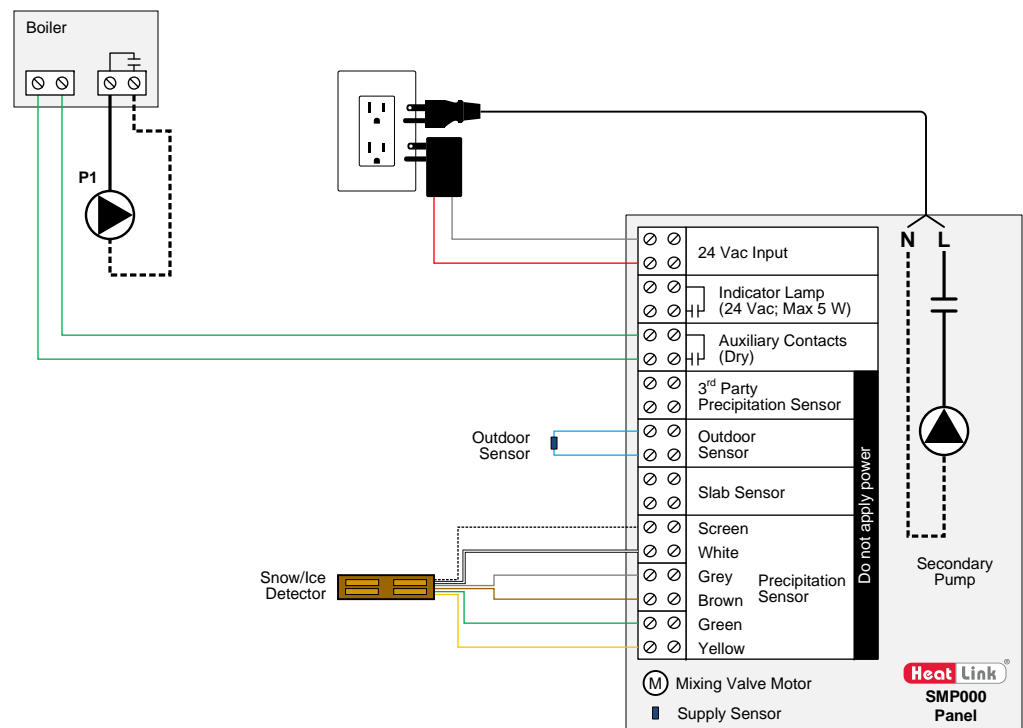 Boiler
P1
N L
24 Vac Input
Indicator Lamp
(24 Vac; Max 5 W)
Auxiliary Contacts
(Dry)
3rd Party
Precipitation Sensor
Outdoor
Sensor
Outdoor
Sensor
Slab Sensor
Screen
White
Grey
Brown
Green
Yellow
Precipitation
Sensor
Do not apply power
Snow/Ice
Detector
Secondary
Pump
M Mixing Valve Motor
Supply Sensor
Heat Link®
SMP000
Panel